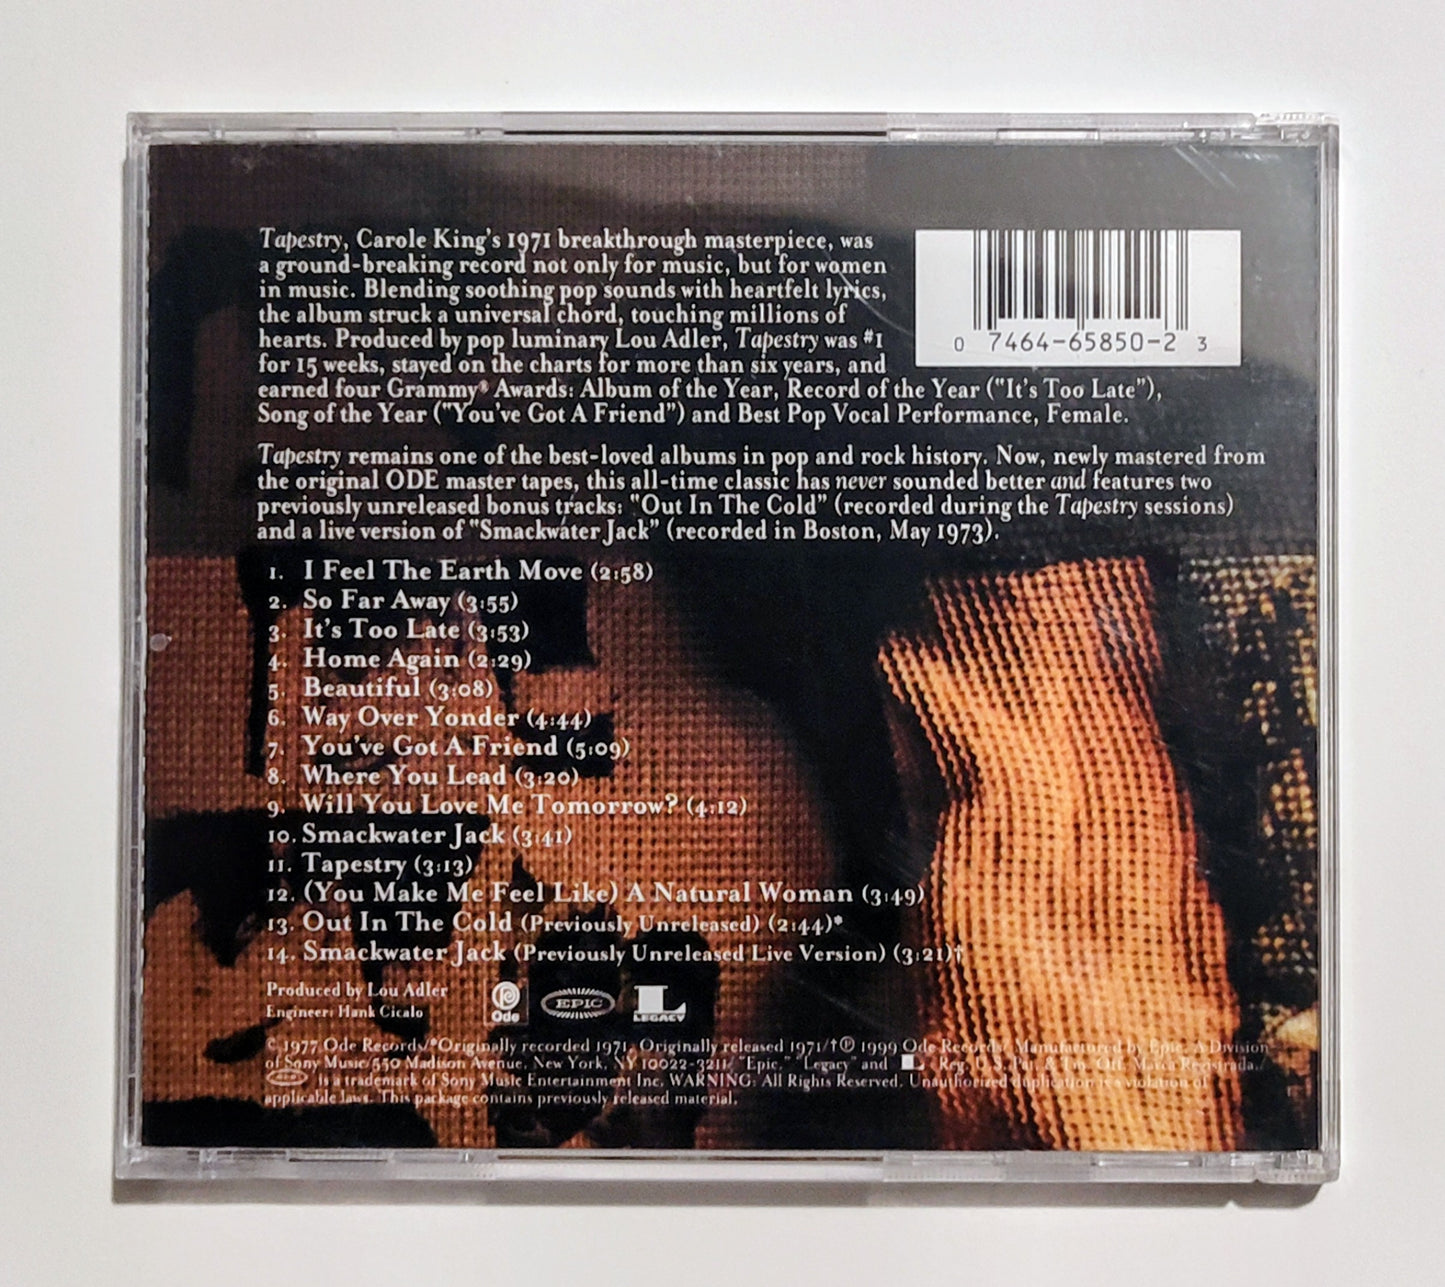 Tapestry, Carole King's 1971 breakthrough masterpiece, was
a ground-breaking record not only for music, but for women
in music. Blending soothing pop sounds with heartfelt lyrics,
the album struck a universal chord, touching millions of
hearts. Produced by pop luminary Lou Adler, Tapestry was #1
for 15 weeks, stayed on the charts for more than six years, and
earned four Grammy® Awards: Album of the Year, Record of the Year ("It's Too Late"),
Song of the Year ("You've Got A Friend") and Best Pop Vocal Performance, Female.
0 7464-65850-2 3
Tapestry remains one of the best-loved albums in pop and rock history. Now, newly mastered from
the original ODE master tapes, this all-time classic has never sounded better and features two
previously unreleased bonus tracks: "Out In The Cold" (recorded during the Tapestry sessions)
and a live version of "Smackwater Jack" (recorded in Boston, May 1973).
1. I Feel The Earth Move (2:58)
2. So Far Away (3:55)
3. It's Too Late (3:53)
4. Home Again (2:29)
5. Beautiful (3:08)
6. Way Over Yonder (4:44)
7. You've Got A Friend (5:09)
8. Where You Lead (3:20)
9. Will You Love Me Tomorrow? (4:12)
10. Smackwater Jack (3:41)
11. Tapestry (3:13)
12. (You Make Me Feel Like) A Natural Woman (3:49)
13. Out In The Cold (Previously Unreleased) (2:44)*
14. Smackwater Jack (Previously Unreleased Live Version) (3:21)†
Produced by Lou Adler
Engineer: Hank Cicalo
Ode
EPIC
L
LEGACY
© 1977 Ode Records/*Originally recorded 1971. Originally released 1971/†℗ 1999 Ode Records/ Manufactured by Epic, A Division
of Sony Music/550 Madison Avenue, New York, NY 10022-3211/ "Epic," "Legacy" and L Reg. U.S. Pat. & Tm. Off. Marca Registrada./
is a trademark of Sony Music Entertainment Inc. WARNING: All Rights Reserved. Unauthorized duplication is a violation of
applicable laws. This package contains previously released material.